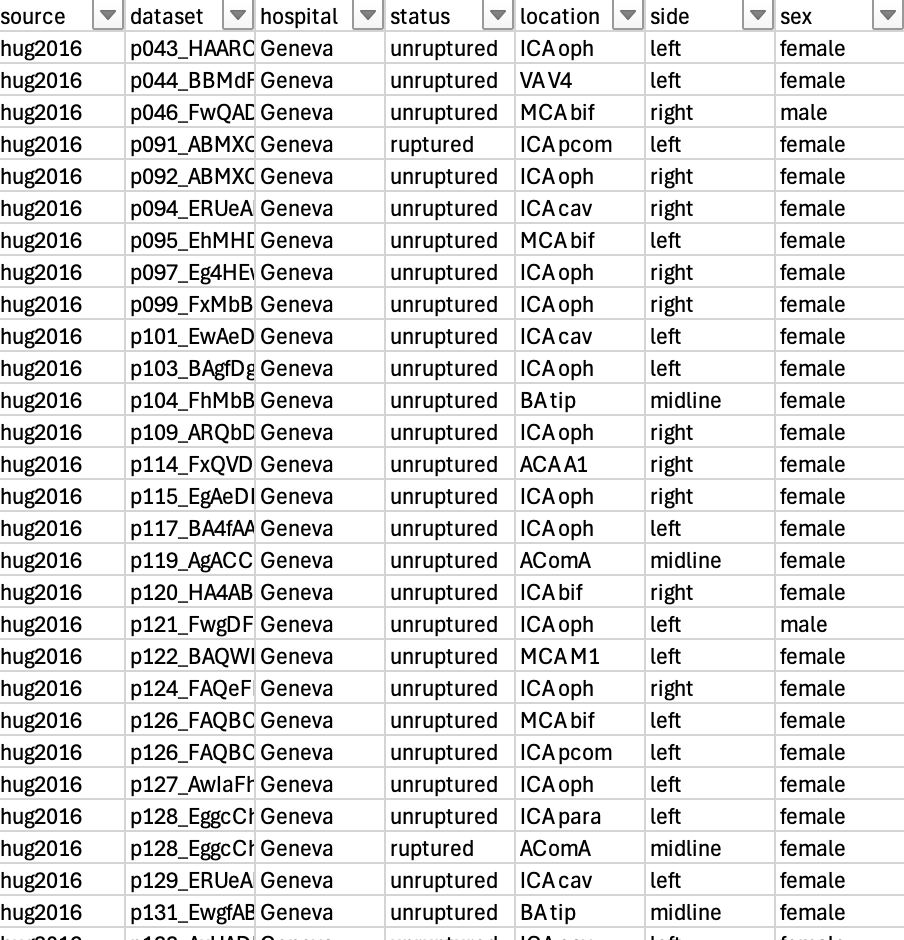 source dataset hospital status location side sex
hug2016 p043_HAARC Geneva unruptured ICA oph left female
hug2016 p044_BBMdF Geneva unruptured VA V4 left female
hug2016 p046_FwQAD Geneva unruptured MCA bif right male
hug2016 p091_ABMXC Geneva ruptured ICA pcom left female
hug2016 p092_ABMXC Geneva unruptured ICA oph right female
hug2016 p094_ERUeA Geneva unruptured ICA cav right female
hug2016 p095_EhMHD Geneva unruptured MCA bif left female
hug2016 p097_Eg4HEv Geneva unruptured ICA oph right female
hug2016 p099_FxMbB Geneva unruptured ICA oph right female
hug2016 p101_EwAeD Geneva unruptured ICA cav left female
hug2016 p103_BAgfDg Geneva unruptured ICA oph left female
hug2016 p104_FhMbB Geneva unruptured BA tip midline female
hug2016 p109_ARQbD Geneva unruptured ICA oph right female
hug2016 p114_FxQVD Geneva unruptured ACA A1 right female
hug2016 p115_EgAeDI Geneva unruptured ICA oph right female
hug2016 p117_BA4fAA Geneva unruptured ICA oph left female
hug2016 p119_AgACC Geneva unruptured AComA midline female
hug2016 p120_HA4AB Geneva unruptured ICA bif right female
hug2016 p121_FwgDF Geneva unruptured ICA oph left male
hug2016 p122_BAQWI Geneva unruptured MCA M1 left female
hug2016 p124_FAQeF Geneva unruptured ICA oph right female
hug2016 p126_FAQBC Geneva unruptured MCA bif left female
hug2016 p126_FAQBC Geneva unruptured ICA pcom left female
hug2016 p127_AwIaFh Geneva unruptured ICA oph left female
hug2016 p128_EggcCh Geneva unruptured ICA para left female
hug2016 p128_EggcCh Geneva ruptured AComA midline female
hug2016 p129_ERUeA Geneva unruptured ICA cav left female
hug2016 p131_EwgfAB Geneva unruptured BA tip midline female